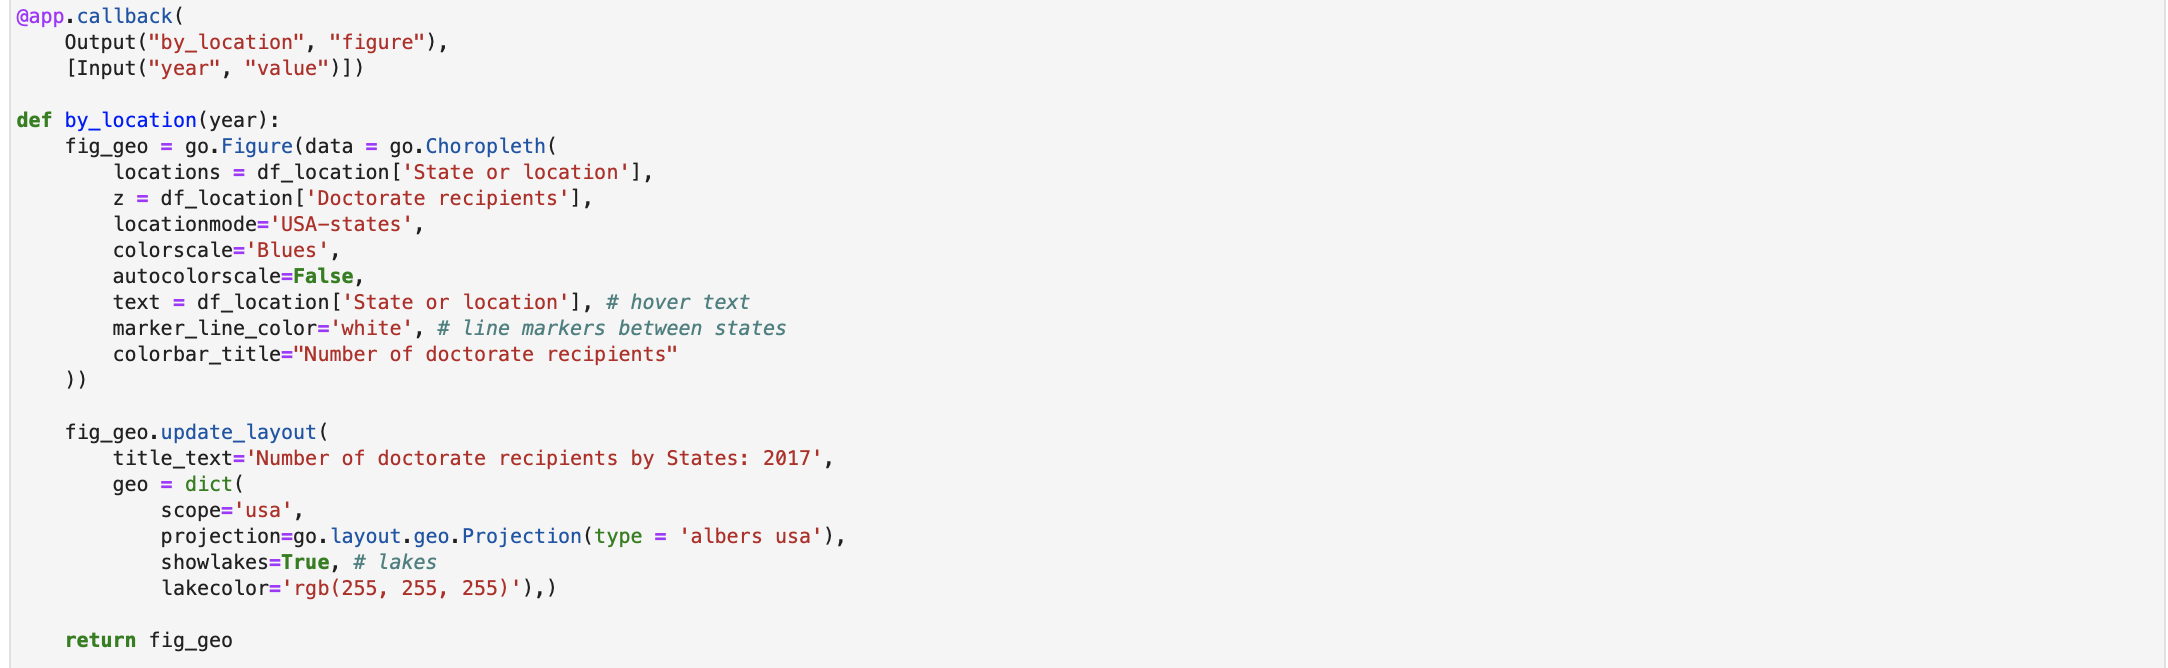 @app.callback(
    Output("by_location", "figure"),
    [Input("year", "value")])

def by_location(year):
    fig_geo = go.Figure(data = go.Choropleth(
        locations = df_location['State or location'],
        z = df_location['Doctorate recipients'],
        locationmode='USA-states',
        colorscale='Blues',
        autocolorscale=False,
        text = df_location['State or location'], # hover text
        marker_line_color='white', # line markers between states
        colorbar_title="Number of doctorate recipients"
    ))

    fig_geo.update_layout(
        title_text='Number of doctorate recipients by States: 2017',
        geo = dict(
            scope='usa',
            projection=go.layout.geo.Projection(type = 'albers usa'),
            showlakes=True, # lakes
            lakecolor='rgb(255, 255, 255)'),)

    return fig_geo